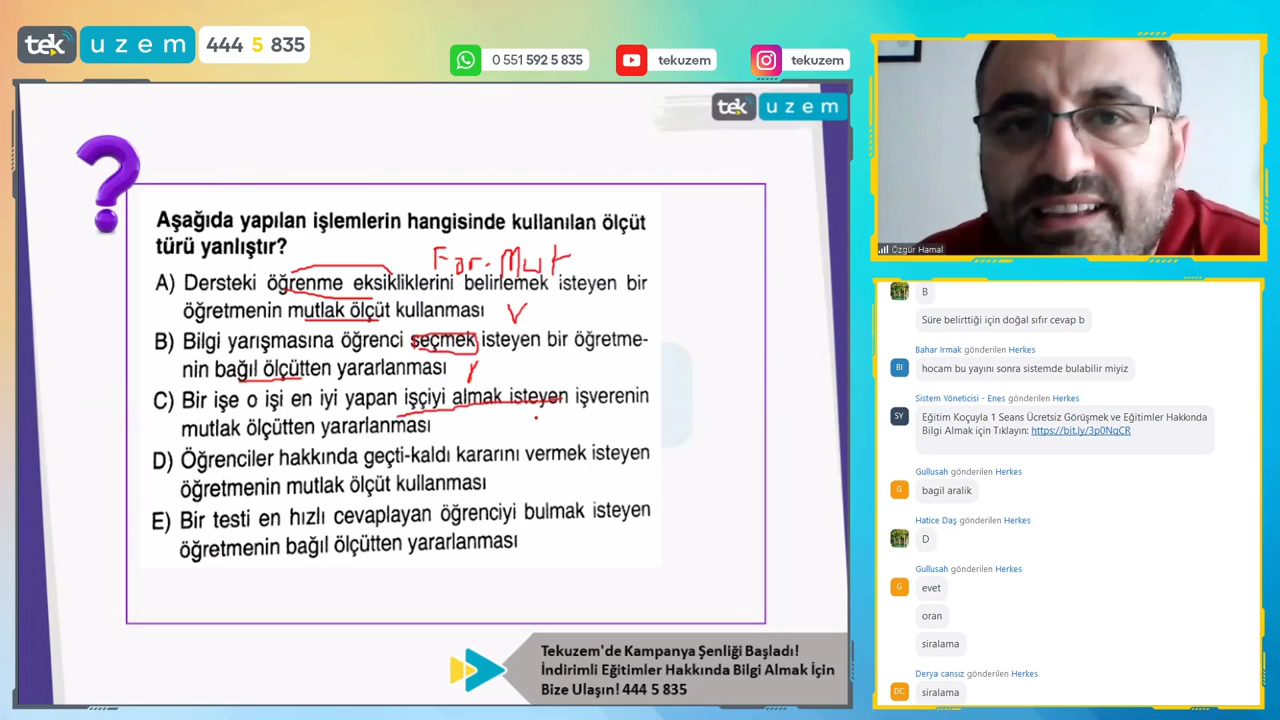 tek uzem 444 5 835
0 551 592 5 835
tekuzem
tekuzem
tek uzem
Aşağıda yapılan işlemlerin hangisinde kullanılan ölçüt
türü yanlıştır?
For. Mut
A) Dersteki öğrenme eksikliklerini belirlemek isteyen bir
öğretmenin mutlak ölçüt kullanması
B) Bilgi yarışmasına öğrenci seçmek isteyen bir öğretme-
nin bağıl ölçütten yararlanması
C) Bir işe o işi en iyi yapan işçiyi almak isteyen işverenin
mutlak ölçütten yararlanması
D) Öğrenciler hakkında geçti-kaldı kararını vermek isteyen
öğretmenin mutlak ölçüt kullanması
E) Bir testi en hızlı cevaplayan öğrenciyi bulmak isteyen
öğretmenin bağıl ölçütten yararlanması
Tekuzem'de Kampanya Şenliği Başladı!
İndirimli Eğitimler Hakkında Bilgi Almak İçin
Bize Ulaşın! 444 5 835
Özgür Hamal
B
Süre belirttiği için doğal sıfır cevap b
Bahar Irmak gönderilen Herkes
BI
hocam bu yayını sonra sistemde bulabilir miyiz
Sistem Yöneticisi - Enes gönderilen Herkes
SY
Eğitim Koçuyla 1 Seans Ücretsiz Görüşmek ve Eğitimler Hakkında
Bilgi Almak için Tıklayın: https://bit.ly/3p0NqCR
Gullusah gönderilen Herkes
G
bagil aralik
Hatice Daş gönderilen Herkes
D
Gullusah gönderilen Herkes
G
evet
oran
siralama
Derya cansız gönderilen Herkes
DC
siralama